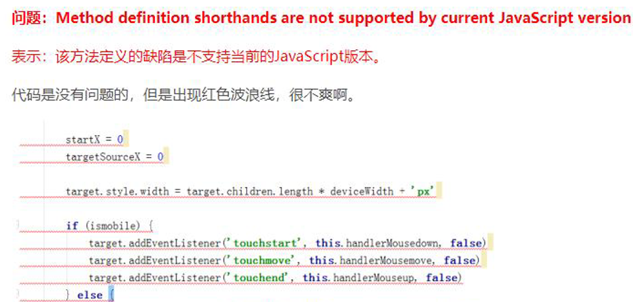 问题：Method definition shorthands are not supported by current JavaScript version
表示：该方法定义的缺陷是不支持当前的JavaScript版本。
代码是没有问题的，但是出现红色波浪线，很不爽啊。
startX = 0
targetSourceX = 0
target.style.width = target.children.length * deviceWidth + 'px'
if (ismobile) {
target.addEventListener('touchstart', this.handlerMousedown, false)
target.addEventListener('touchmove', this.handlerMousemove, false)
target.addEventListener('touchend', this.handlerMouseup, false)
} else {